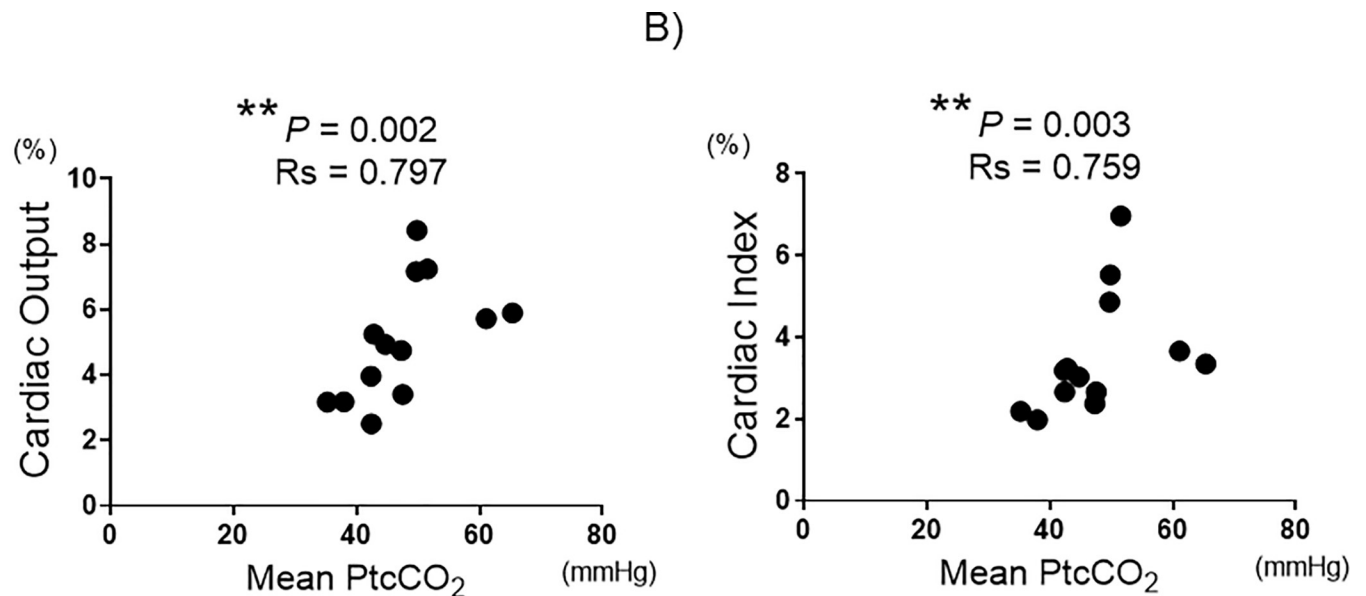 B)
** P = 0.002
Rs = 0.797
(%)
10
8
6
4
2
0
Cardiac Output
0 20 40 60 80
Mean PtcCO₂ (mmHg)
** P = 0.003
Rs = 0.759
(%)
8
6
4
2
0
Cardiac Index
0 20 40 60 80
Mean PtcCO₂ (mmHg)